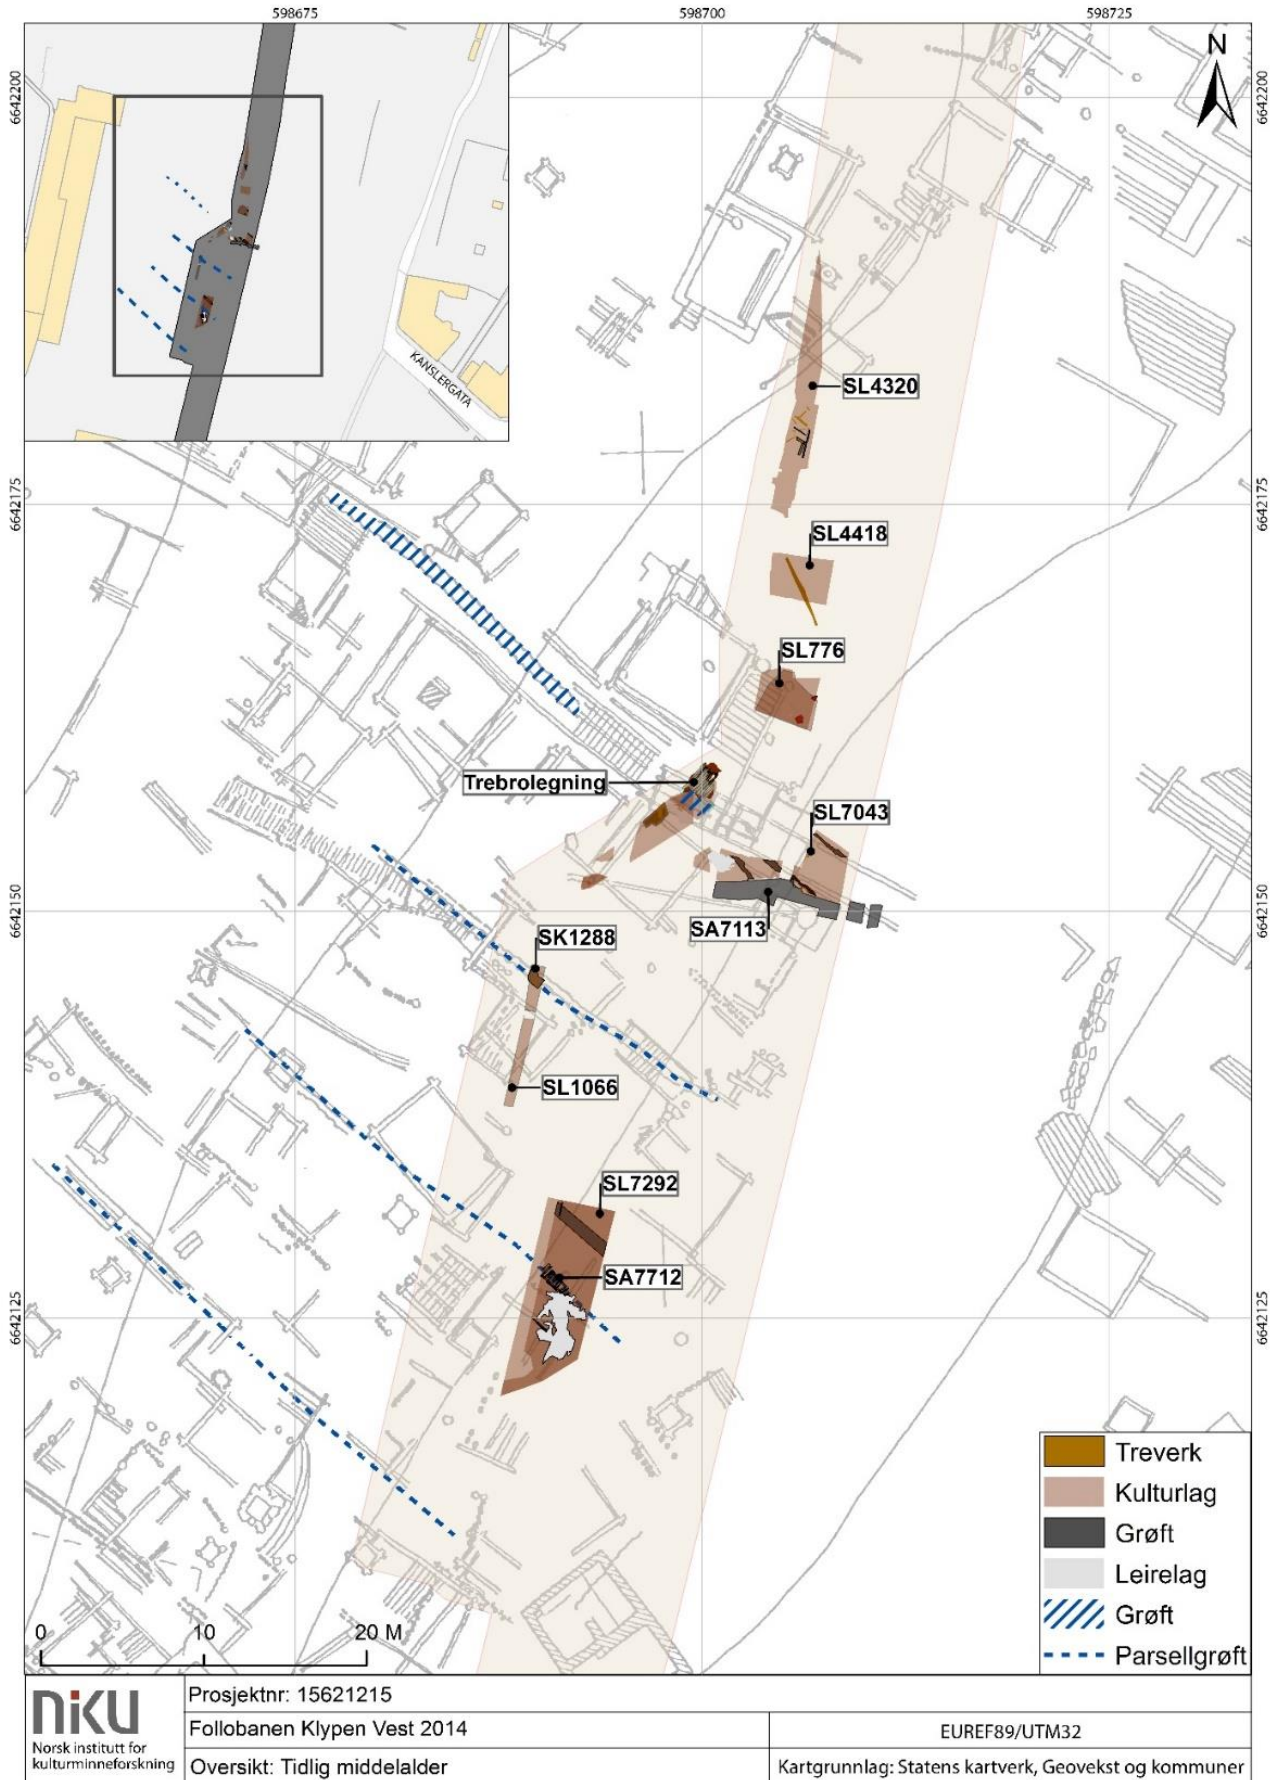 598675
598700
598725
N
6642200
6642200
KANSLERGATA
SL4320
6642175
6642175
SL4418
SL776
Trebrolegning
SL7043
6642150
6642150
SA7113
SK1288
SL1066
SL7292
SA7712
6642125
6642125
Treverk
Kulturlag
Grøft
Leirelag
Grøft
Parsellgrøft
0 10 20 M
niku
Norsk institutt for
kulturminneforskning
Prosjektnr: 15621215
Follobanen Klypen Vest 2014
EUREF89/UTM32
Oversikt: Tidlig middelalder
Kartgrunnlag: Statens kartverk, Geovekst og kommuner